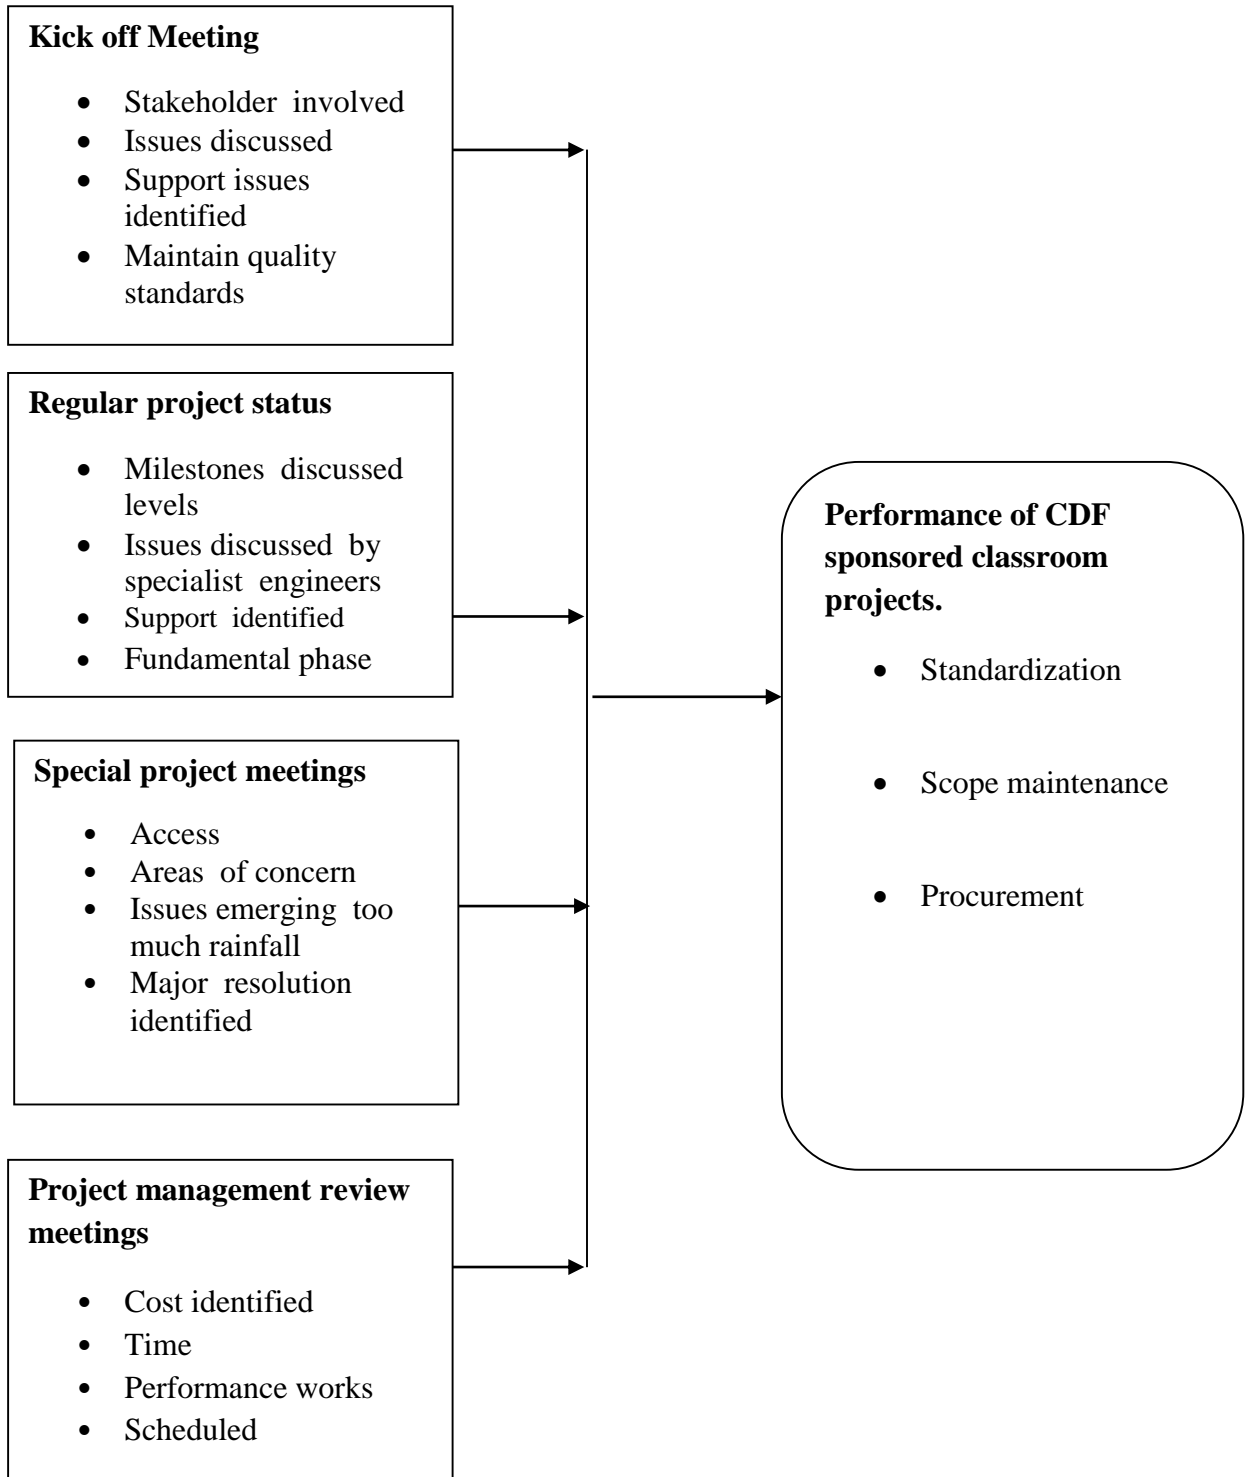 Kick off Meeting
• Stakeholder involved
• Issues discussed
• Support issues
identified
• Maintain quality
standards
Regular project status
• Milestones discussed
levels
• Issues discussed by
specialist engineers
• Support identified
• Fundamental phase
Special project meetings
• Access
• Areas of concern
• Issues emerging too
much rainfall
• Major resolution
identified
Project management review
meetings
• Cost identified
• Time
• Performance works
• Scheduled
Performance of CDF
sponsored classroom
projects.
• Standardization
• Scope maintenance
• Procurement